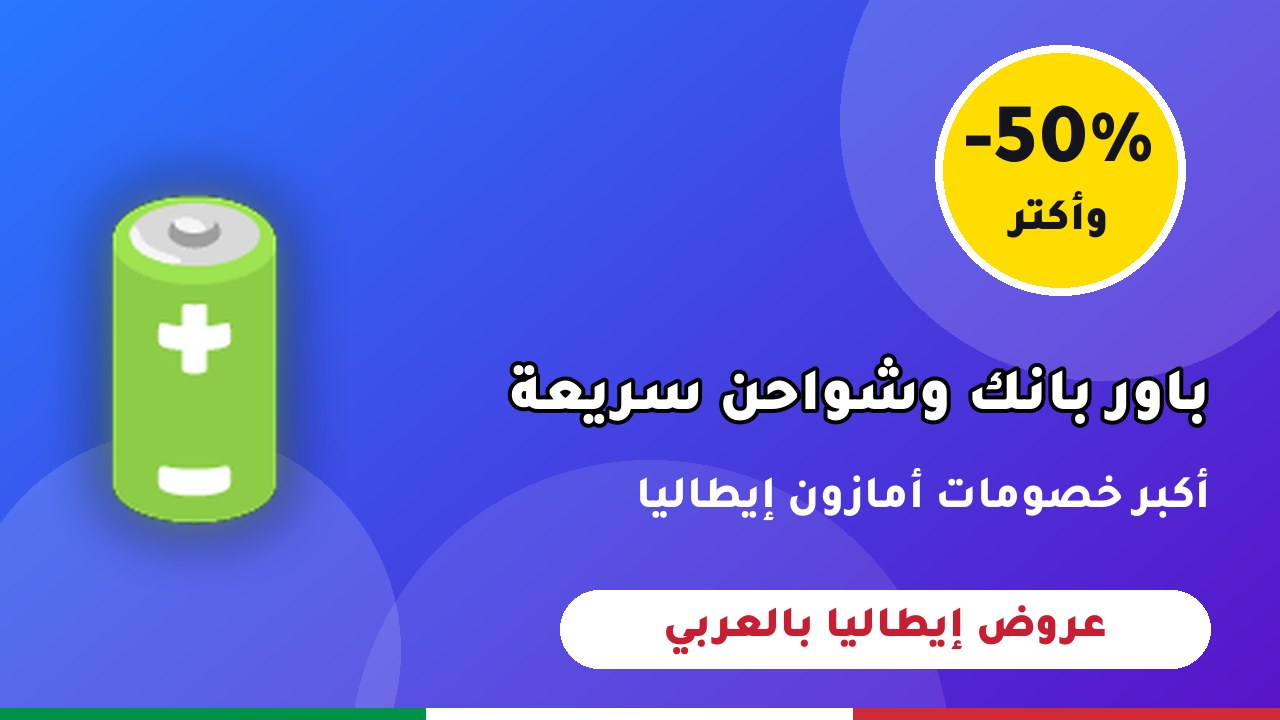 -50%
وأكتر
باور بانك وشواحن سريعة
أكبر خصومات أمازون إيطاليا
عروض إيطاليا بالعربي